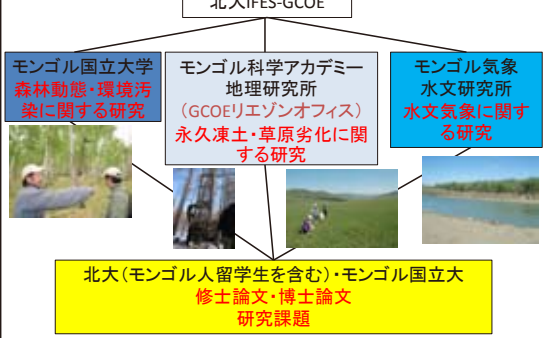 北大IFES-GCOE
モンゴル国立大学
森林動態・環境汚
染に関する研究
モンゴル科学アカデミー
地理研究所
（GCOEリエゾンオフィス）
永久凍土・草原劣化に関
する研究
モンゴル気象
水文研究所
水文気象に関す
る研究
北大（モンゴル人留学生を含む）・モンゴル国立大
修士論文・博士論文
研究課題